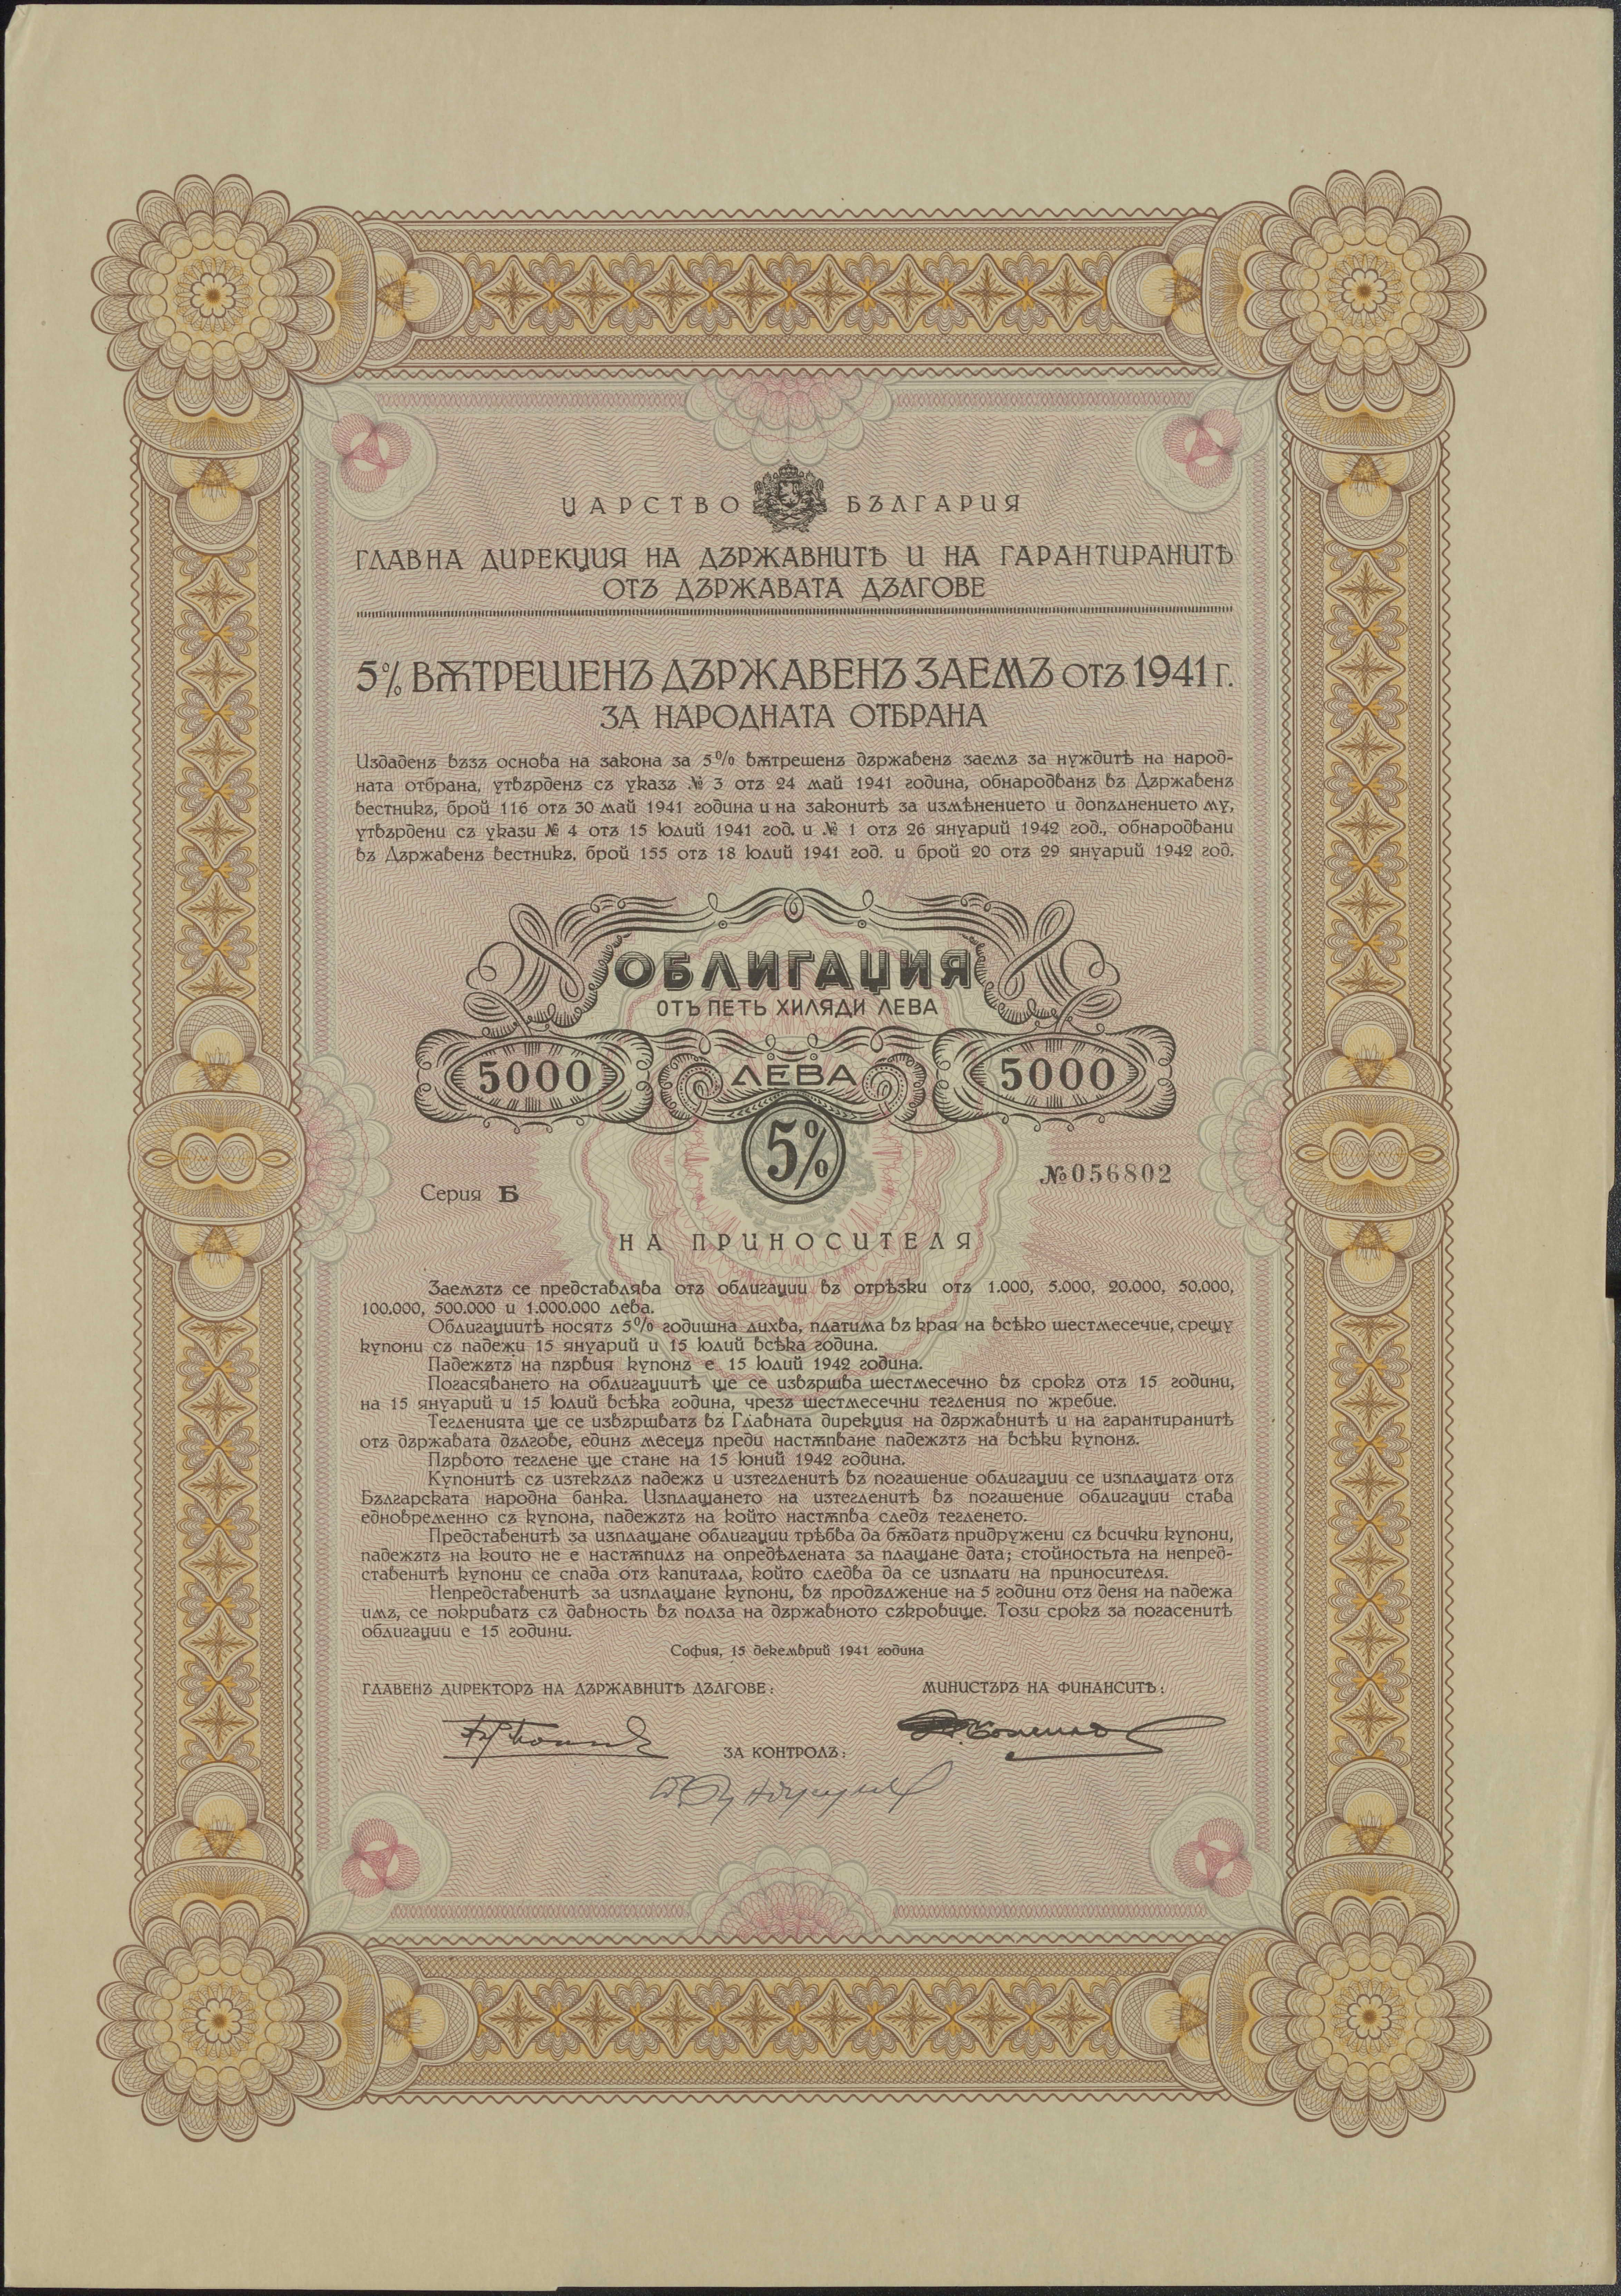 ЦАРСТВО БЪЛГАРИЯ
ГЛАВНА ДИРЕКЦИЯ НА ДЪРЖАВНИТѢ И НА ГАРАНТИРАНИТѢ
ОТЪ ДЪРЖАВАТА ДЪЛГОВЕ
5% ВѪТРЕШЕНЪ ДЪРЖАВЕНЪ ЗАЕМЪ отъ 1941 г.
ЗА НАРОДНАТА ОТБРАНА
Издаденъ възъ основа на закона за 5% вѫтрешенъ държавенъ заемъ за нуждитѣ на народ-
ната отбрана, утвърденъ съ указъ № 3 отъ 24 май 1941 година, обнародванъ въ Държавенъ
вестникъ, брой 116 отъ 30 май 1941 година и на законитѣ за измѣнението и допълнението му,
утвърдени съ укази № 4 отъ 15 юлий 1941 год. и № 1 отъ 26 януарий 1942 год., обнародвани
въ Държавенъ вестникъ, брой 155 отъ 18 юлий 1941 год. и брой 20 отъ 29 януарий 1942 год.
ОБЛИГАЦИЯ
ОТЪ ПЕТЬ ХИЛЯДИ ЛЕВА
5000 ЛЕВА 5000
5%
Серия Б №056802
НА ПРИНОСИТЕЛЯ
Заемътъ се представлява отъ облигации въ отрѣзки отъ 1.000, 5.000, 20.000, 50.000,
100.000, 500.000 и 1.000.000 лева.
Облигациитѣ носятъ 5% годишна лихва, платима въ края на всѣко шестмесечие, срещу
купони съ падежи 15 януарий и 15 юлий всѣка година.
Падежътъ на първия купонъ е 15 юлий 1942 година.
Погасяването на облигациитѣ ще се извършва шестмесечно въ срокъ отъ 15 години,
на 15 януарий и 15 юлий всѣка година, чрезъ шестмесечни тегления по жребие.
Тегленията ще се извършватъ въ Главната дирекция на държавнитѣ и на гарантиранитѣ
отъ държавата дългове, единъ месецъ преди настѫпване падежътъ на всѣки купонъ.
Първото теглене ще стане на 15 юний 1942 година.
Купонитѣ съ изтекълъ падежъ и изтегленитѣ въ погашение облигации се изплащатъ отъ
Българската народна банка. Изплащането на изтегленитѣ въ погашение облигации става
едновременно съ купона, падежътъ на който настѫпва следъ тегленето.
Представенитѣ за изплащане облигации трѣбва да бѫдатъ придружени съ всички купони,
падежътъ на които не е настѫпилъ на опредѣлената за плащане дата; стойностьта на непред-
ставенитѣ купони се спада отъ капитала, който следва да се изплати на приносителя.
Непредставенитѣ за изплащане купони, въ продължение на 5 години отъ деня на падежа
имъ, се покриватъ съ давность въ полза на държавното съкровище. Този срокъ за погасенитѣ
облигации е 15 години.
София, 15 декемврий 1941 година
ГЛАВЕНЪ ДИРЕКТОРЪ НА ДЪРЖАВНИТѢ ДЪЛГОВЕ: МИНИСТЪРЪ НА ФИНАНСИТѢ:
ЗА КОНТРОЛЪ: